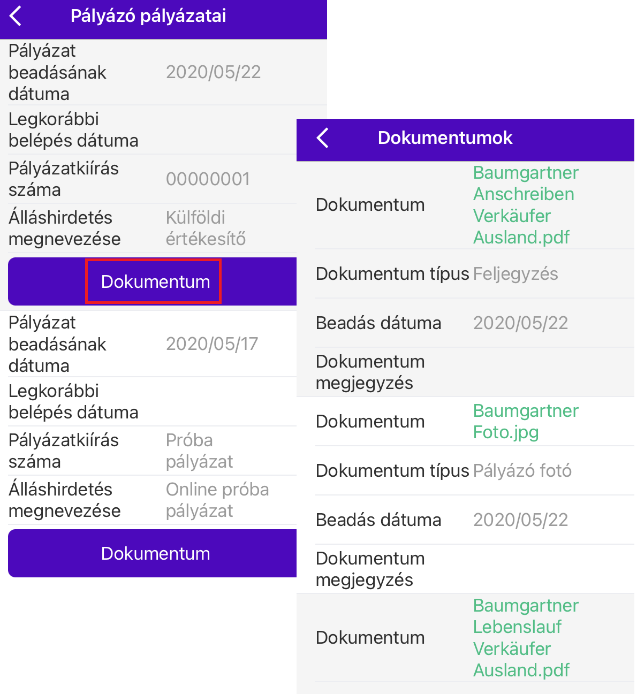 Pályázó pályázatai
Pályázat
beadásának
dátuma
2020/05/22
Legkorábbi
belépés dátuma
Pályázatkiírás
száma
00000001
Álláshirdetés
megnevezése
Külföldi
értékesítő
Dokumentum
Pályázat
beadásának
dátuma
2020/05/17
Legkorábbi
belépés dátuma
Pályázatkiírás
száma
Próba
pályázat
Álláshirdetés
megnevezése
Online próba
pályázat
Dokumentum
Dokumentumok
Dokumentum
Baumgartner
Anschreiben
Verkäufer
Ausland.pdf
Dokumentum típus Feljegyzés
Beadás dátuma 2020/05/22
Dokumentum
megjegyzés
Dokumentum
Baumgartner
Foto.jpg
Dokumentum típus Pályázó fotó
Beadás dátuma 2020/05/22
Dokumentum
megjegyzés
Dokumentum
Baumgartner
Lebenslauf
Verkäufer
Ausland.pdf